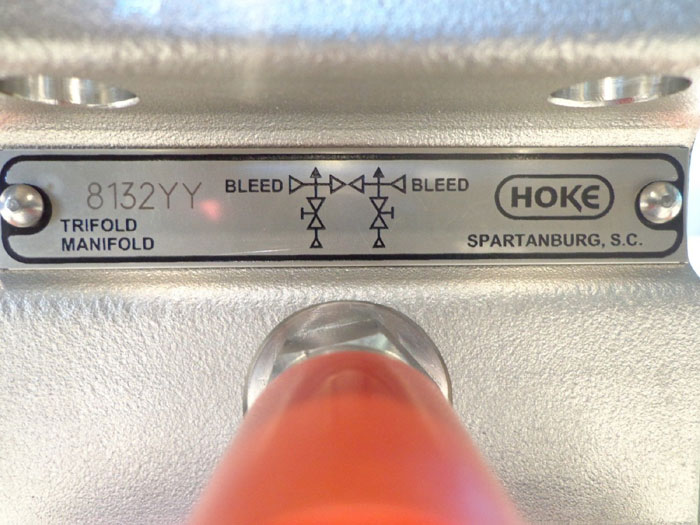 8132YY
TRIFOLD
MANIFOLD
BLEED BLEED
HOKE
SPARTANBURG, S.C.